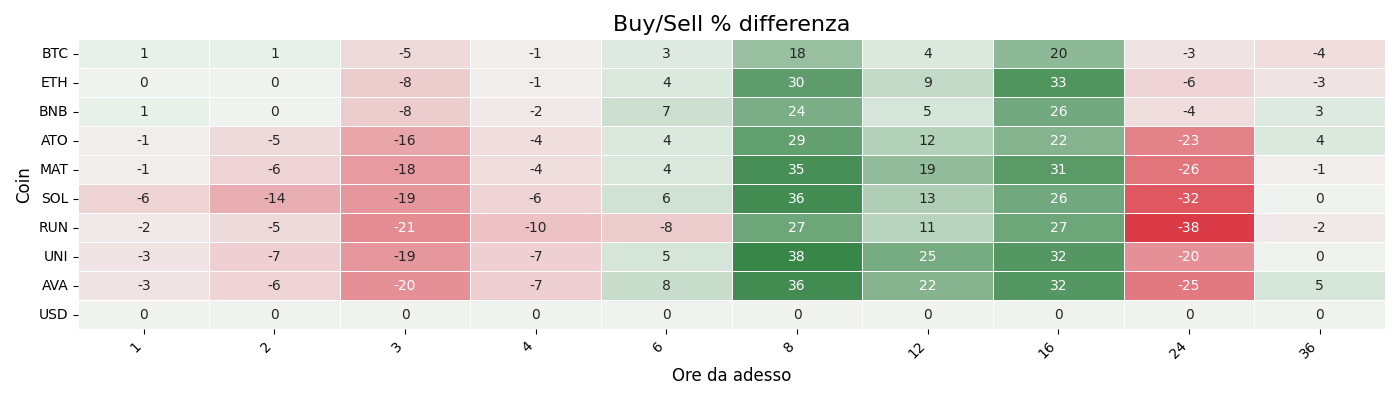 Buy/Sell % differenza
BTC 1 1 -5 -1 3 18 4 20 -3 -4
ETH 0 0 -8 -1 4 30 9 33 -6 -3
BNB 1 0 -8 -2 7 24 5 26 -4 3
ATO -1 -5 -16 -4 4 29 12 22 -23 4
MAT -1 -6 -18 -4 4 35 19 31 -26 -1
SOL -6 -14 -19 -6 6 36 13 26 -32 0
RUN -2 -5 -21 -10 -8 27 11 27 -38 -2
UNI -3 -7 -19 -7 5 38 25 32 -20 0
AVA -3 -6 -20 -7 8 36 22 32 -25 5
USD 0 0 0 0 0 0 0 0 0 0
Coin
1 2 3 4 6 8 12 16 24 36
Ore da adesso